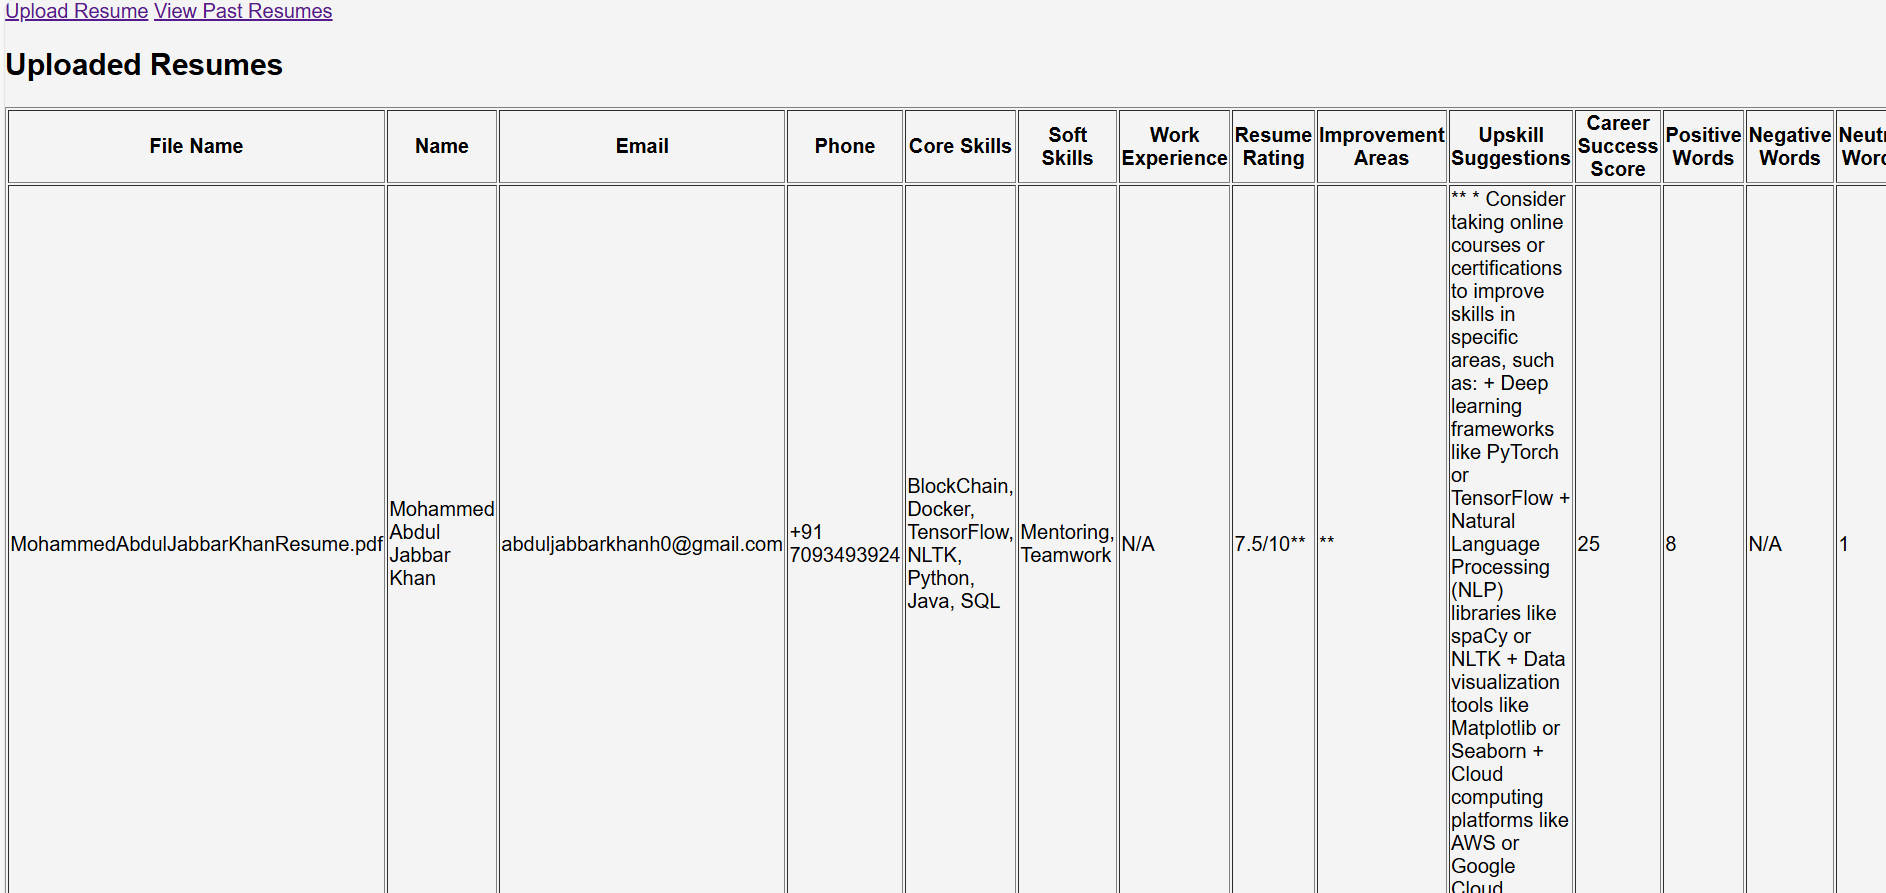 Upload Resume View Past Resumes
Uploaded Resumes
File Name
Name
Email
Phone
Core Skills
Soft
Skills
Work
Experience
Resume
Rating
Improvement
Areas
Upskill
Suggestions
Career
Success
Score
Positive
Words
Negative
Words
MohammedAbdulJabbarKhanResume.pdf
Mohammed
Abdul
Jabbar
Khan
abduljabbarkhanh0@gmail.com
+91
7093493924
BlockChain,
Docker,
TensorFlow,
NLTK,
Python,
Java, SQL
Mentoring,
Teamwork
N/A
7.5/10**
**
** * Consider
taking online
courses or
certifications
to improve
skills in
specific
areas, such
as: + Deep
learning
frameworks
like PyTorch
or
TensorFlow +
Natural
Language
Processing
(NLP)
libraries like
spaCy or
NLTK + Data
visualization
tools like
Matplotlib or
Seaborn +
Cloud
computing
platforms like
AWS or
Google
Cloud
25
8
N/A
1